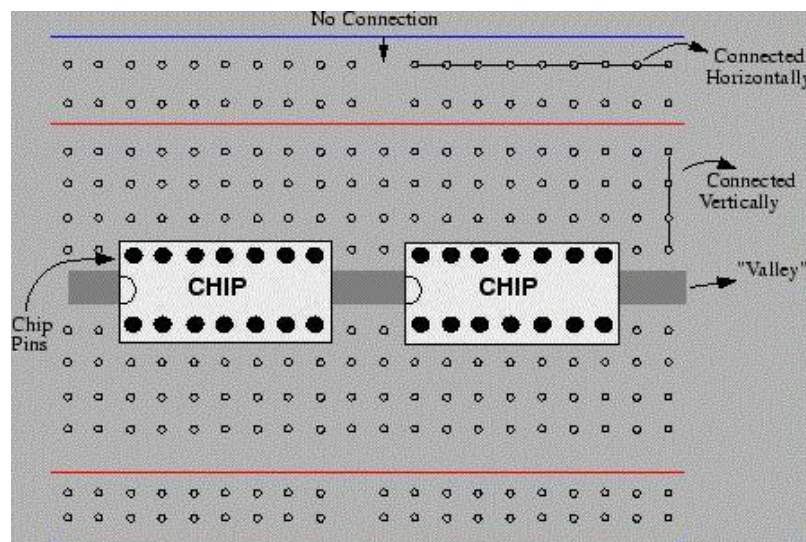 No Connection
Connected
Horizontally
Connected
Vertically
CHIP
CHIP
"Valley"
Chip
Pins